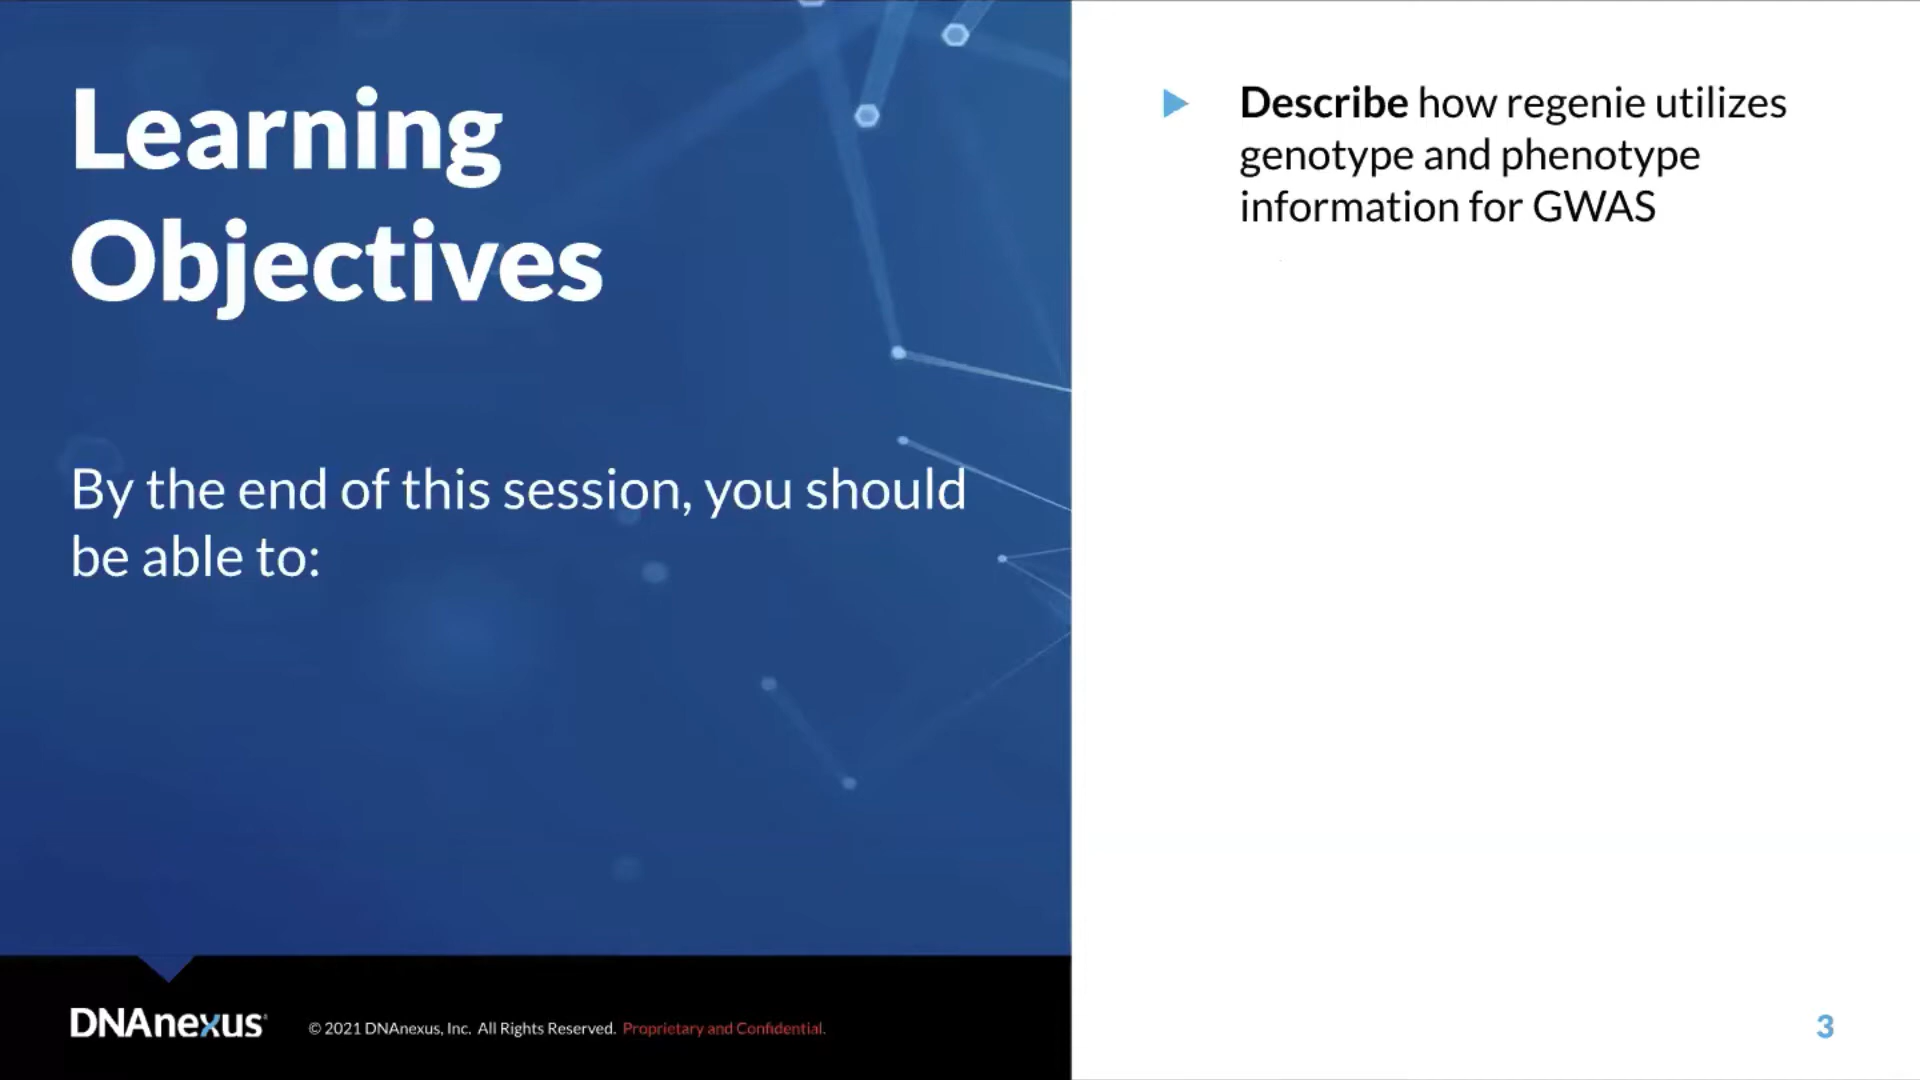 Learning
Objectives
By the end of this session, you should
be able to:
Describe how regenie utilizes
genotype and phenotype
information for GWAS
DNAnexus
© 2021 DNAnexus, Inc. All Rights Reserved. Proprietary and Confidential.
3